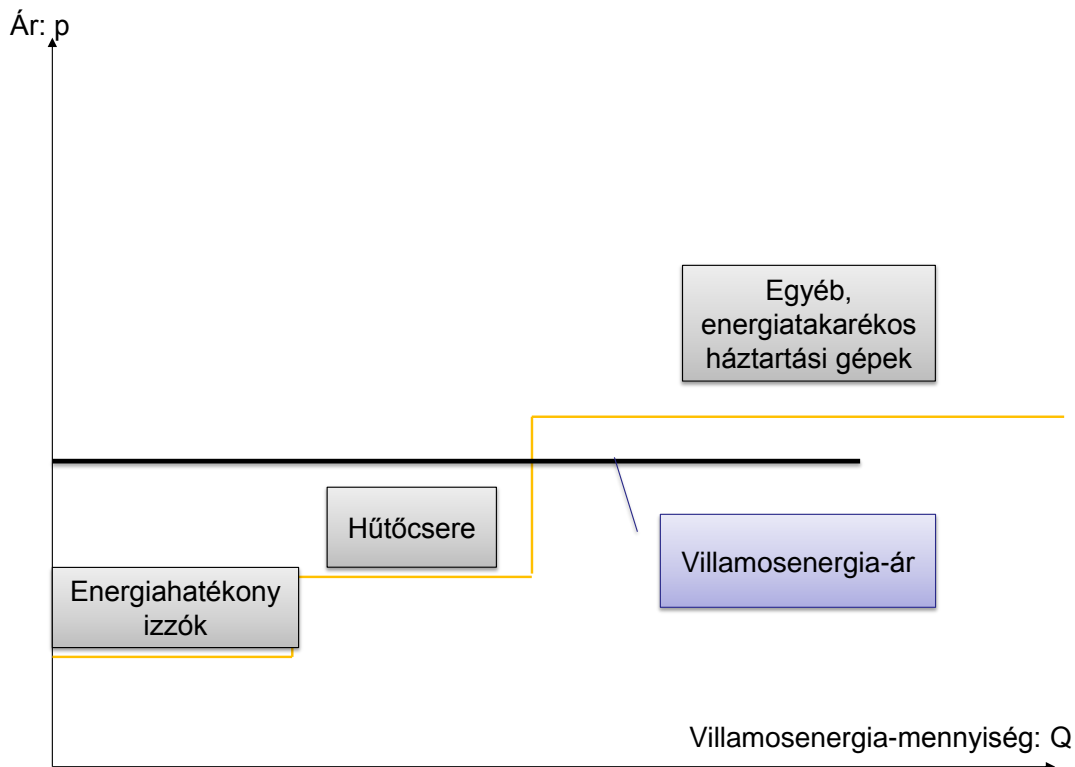 Ár: p
Egyéb,
energiatakarékos
háztartási gépek
Hűtőcsere
Villamosenergia-ár
Energiahatékony
izzók
Villamosenergia-mennyiség: Q